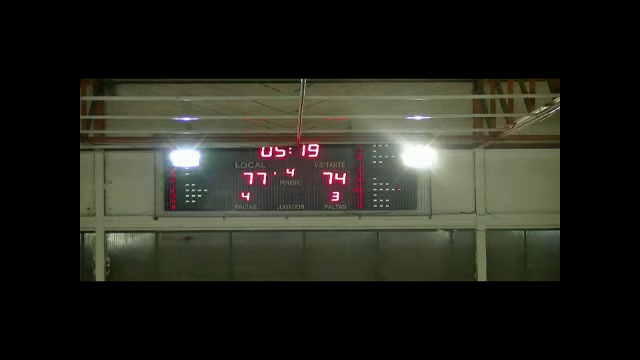 05:19
LOCAL VISITANTE
77 4 74
PERIODO
4 3
FALTAS JUGADOR FALTAS